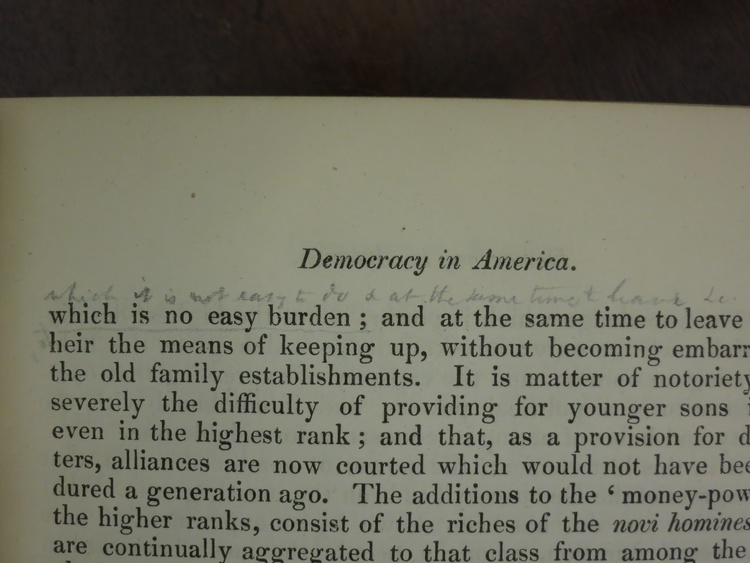 Democracy in America.
which it is not easy to do & at the same time to leave &c.
which is no easy burden ; and at the same time to leave
heir the means of keeping up, without becoming embarr
the old family establishments. It is matter of notoriety
severely the difficulty of providing for younger sons i
even in the highest rank ; and that, as a provision for d
ters, alliances are now courted which would not have bee
dured a generation ago. The additions to the ‘ money-pow
the higher ranks, consist of the riches of the novi homines
are continually aggregated to that class from among the